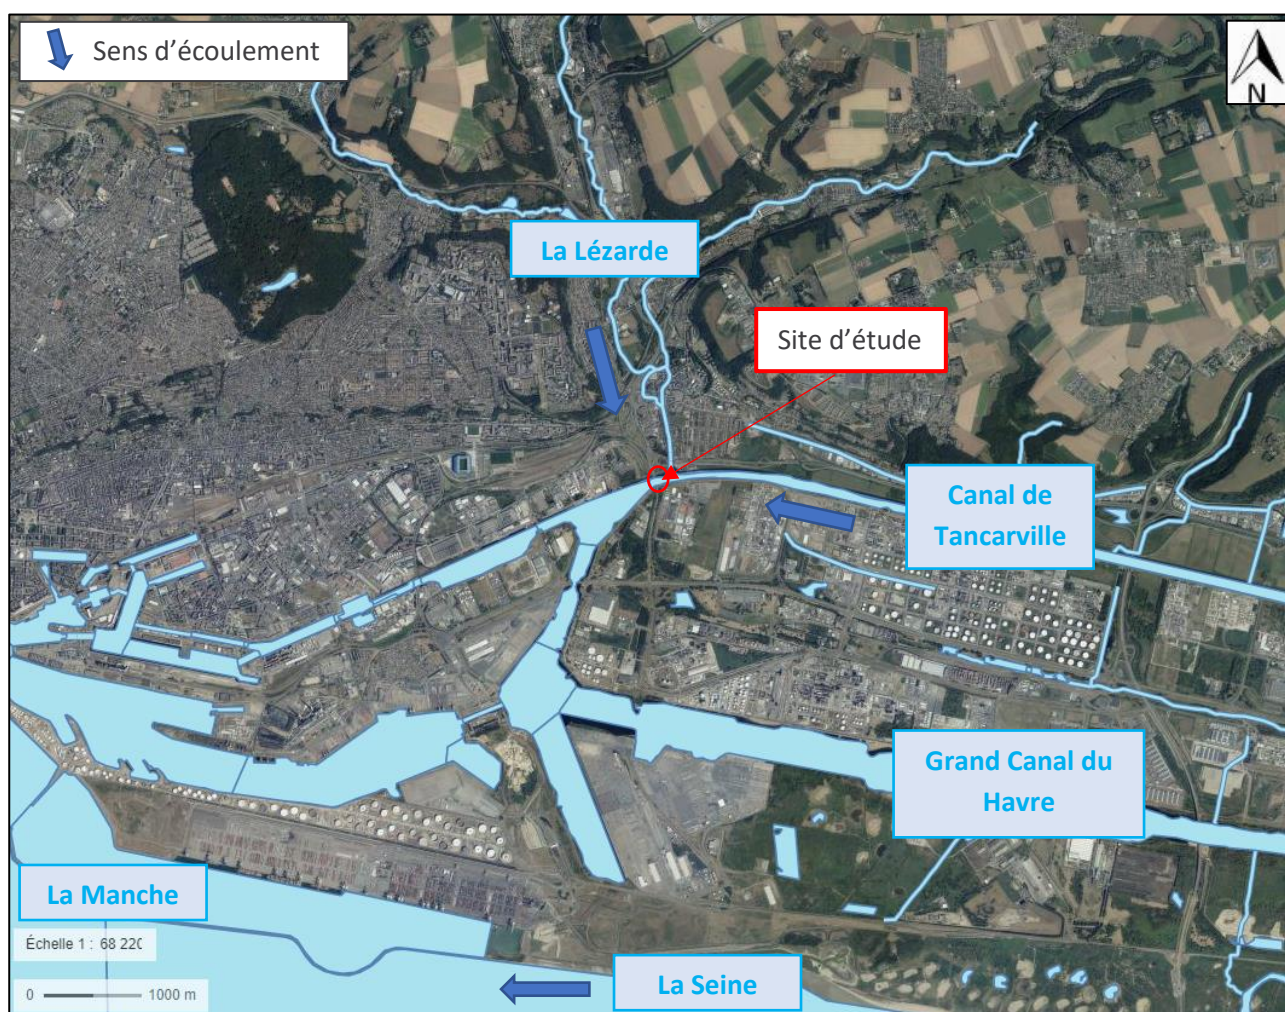 Sens d'écoulement
N
La Lézarde
Site d'étude
Canal de
Tancarville
Grand Canal du
Havre
La Manche
Échelle 1 : 68 220
0 1000 m
La Seine